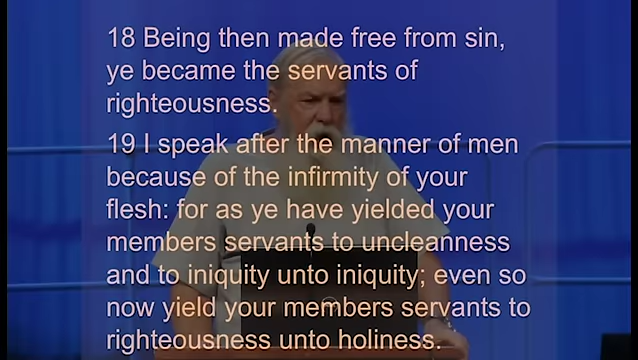 18 Being then made free from sin,
ye became the servants of
righteousness.
19 I speak after the manner of men
because of the infirmity of your
flesh: for as ye have yielded your
members servants to uncleanness
and to iniquity unto iniquity; even so
now yield your members servants to
righteousness unto holiness.